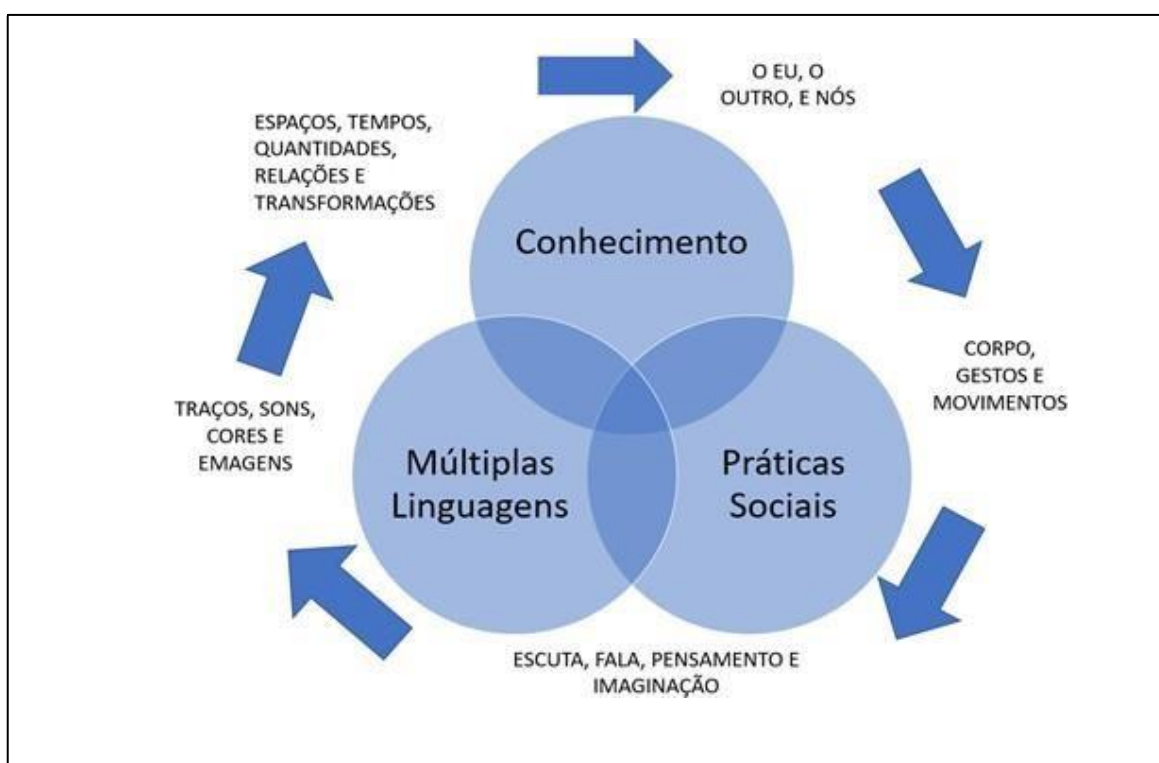 O EU, O
OUTRO, E NÓS
ESPAÇOS, TEMPOS,
QUANTIDADES,
RELAÇÕES E
TRANSFORMAÇÕES
Conhecimento
CORPO,
GESTOS E
MOVIMENTOS
TRAÇOS, SONS,
CORES E
EMAGENS
Múltiplas
Linguagens
Práticas
Sociais
ESCUTA, FALA, PENSAMENTO E
IMAGINAÇÃO